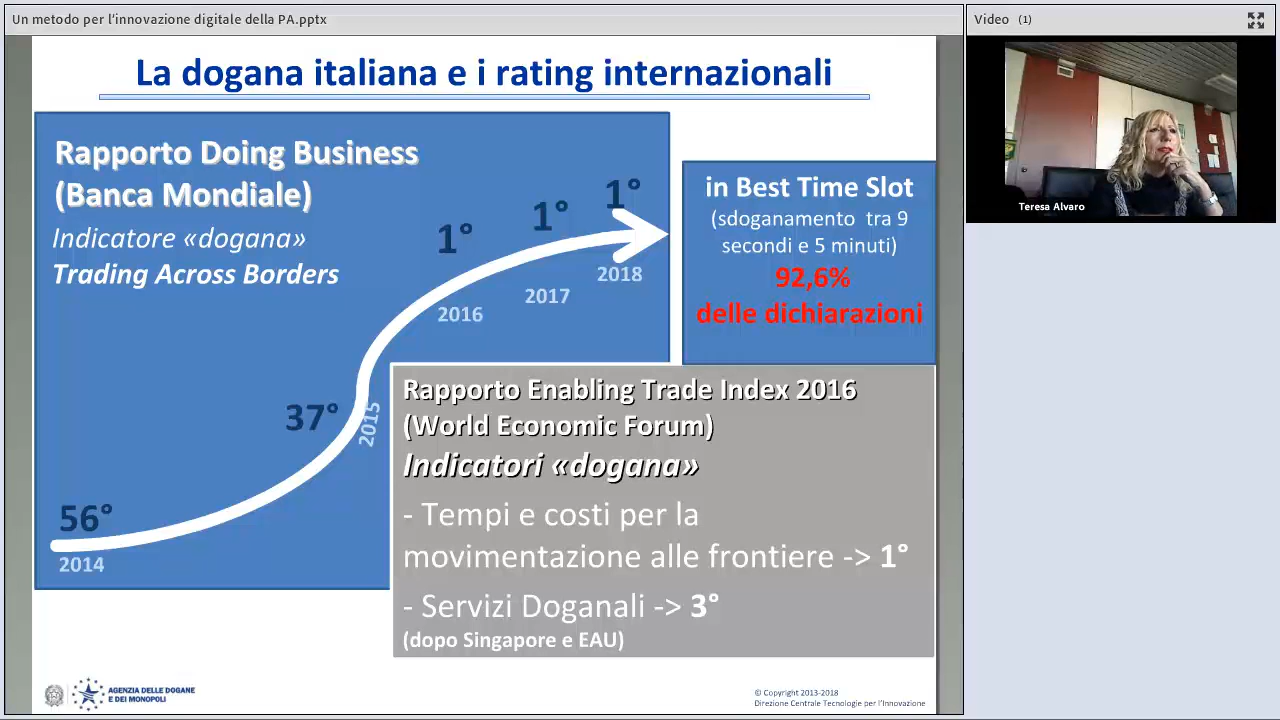 Un metodo per l'innovazione digitale della PA.pptx
Video (1)
La dogana italiana e i rating internazionali
Rapporto Doing Business
(Banca Mondiale)
Indicatore «dogana»
Trading Across Borders
56°
2014
37°
2015
1°
2016
1°
2017
1°
2018
in Best Time Slot
(sdoganamento tra 9
secondi e 5 minuti)
92,6%
delle dichiarazioni
Rapporto Enabling Trade Index 2016
(World Economic Forum)
Indicatori «dogana»
- Tempi e costi per la
movimentazione alle frontiere -> 1°
- Servizi Doganali -> 3°
(dopo Singapore e EAU)
AGENZIA DELLE DOGANE
E DEI MONOPOLI
© Copyright 2013-2018
Direzione Centrale Tecnologie per l'Innovazione
Teresa Alvaro